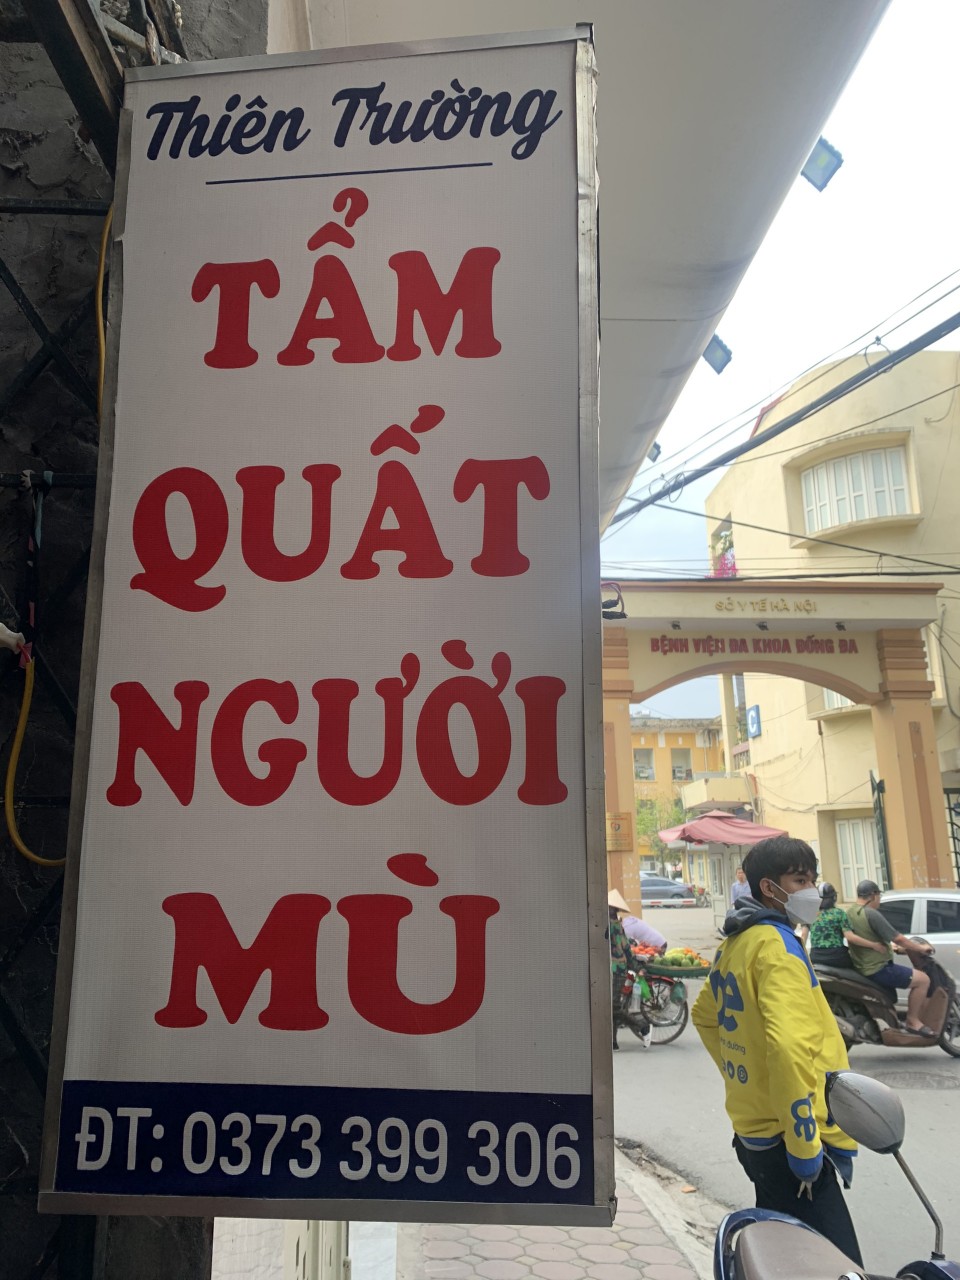 Thiên Trường
TẨM
QUẤT
NGƯỜI
MÙ
ĐT: 0373 399 306
SỞ Y TẾ HÀ NỘI
BỆNH VIỆN ĐA KHOA ĐỐNG ĐA
C